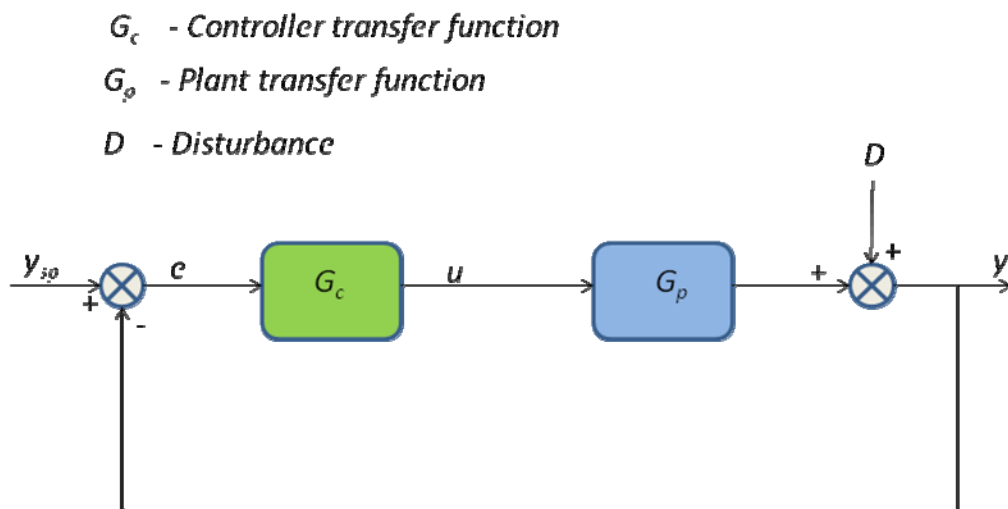 Gc - Controller transfer function
Gp - Plant transfer function
D - Disturbance
D
+
ysp
e
Gc
u
Gp
+
y
+
-